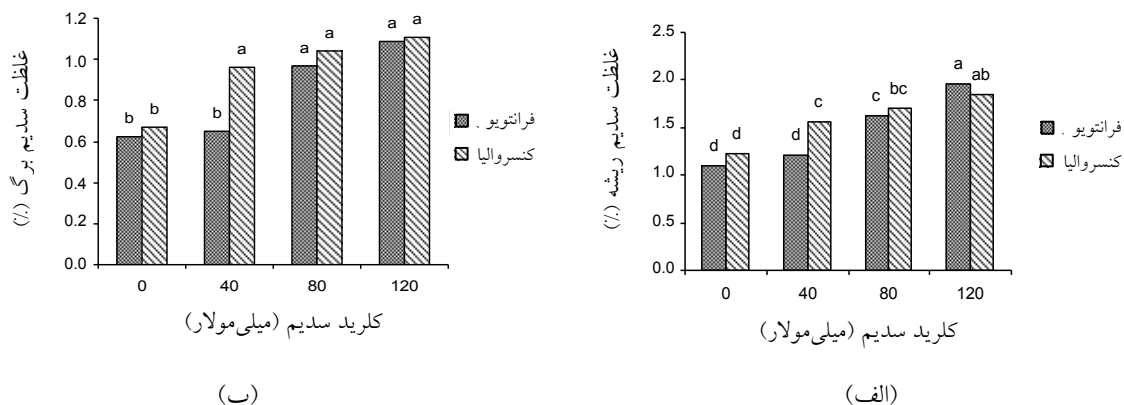 غلظت سدیم ریشه (٪)
2.5
2.0
1.5
1.0
0.5
0.0
d d
d c
c bc
a ab
0 40 80 120
کلرید سدیم (میلی‌مولار)
فرانتویو .
کنسروالیا
(الف)
غلظت سدیم برگ (٪)
1.2
1.0
0.8
0.6
0.4
0.2
0.0
b b
b a
a a
a a
0 40 80 120
کلرید سدیم (میلی‌مولار)
فرانتویو .
کنسروالیا
(ب)